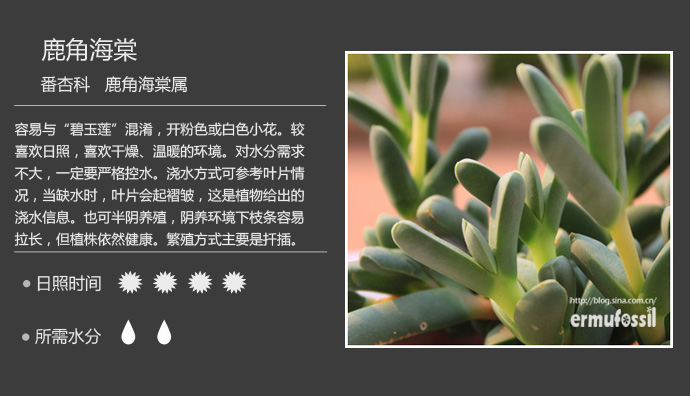 鹿角海棠
番杏科 鹿角海棠属
容易与“碧玉莲”混淆，开粉色或白色小花。较
喜欢日照，喜欢干燥、温暖的环境。对水分需求
不大，一定要严格控水。浇水方式可参考叶片情
况，当缺水时，叶片会起褶皱，这是植物给出的
浇水信息。也可半阴养殖，阴养环境下枝条容易
拉长，但植株依然健康。繁殖方式主要是扦插。
日照时间
所需水分
http://blog.sina.com.cn/
ermufossil